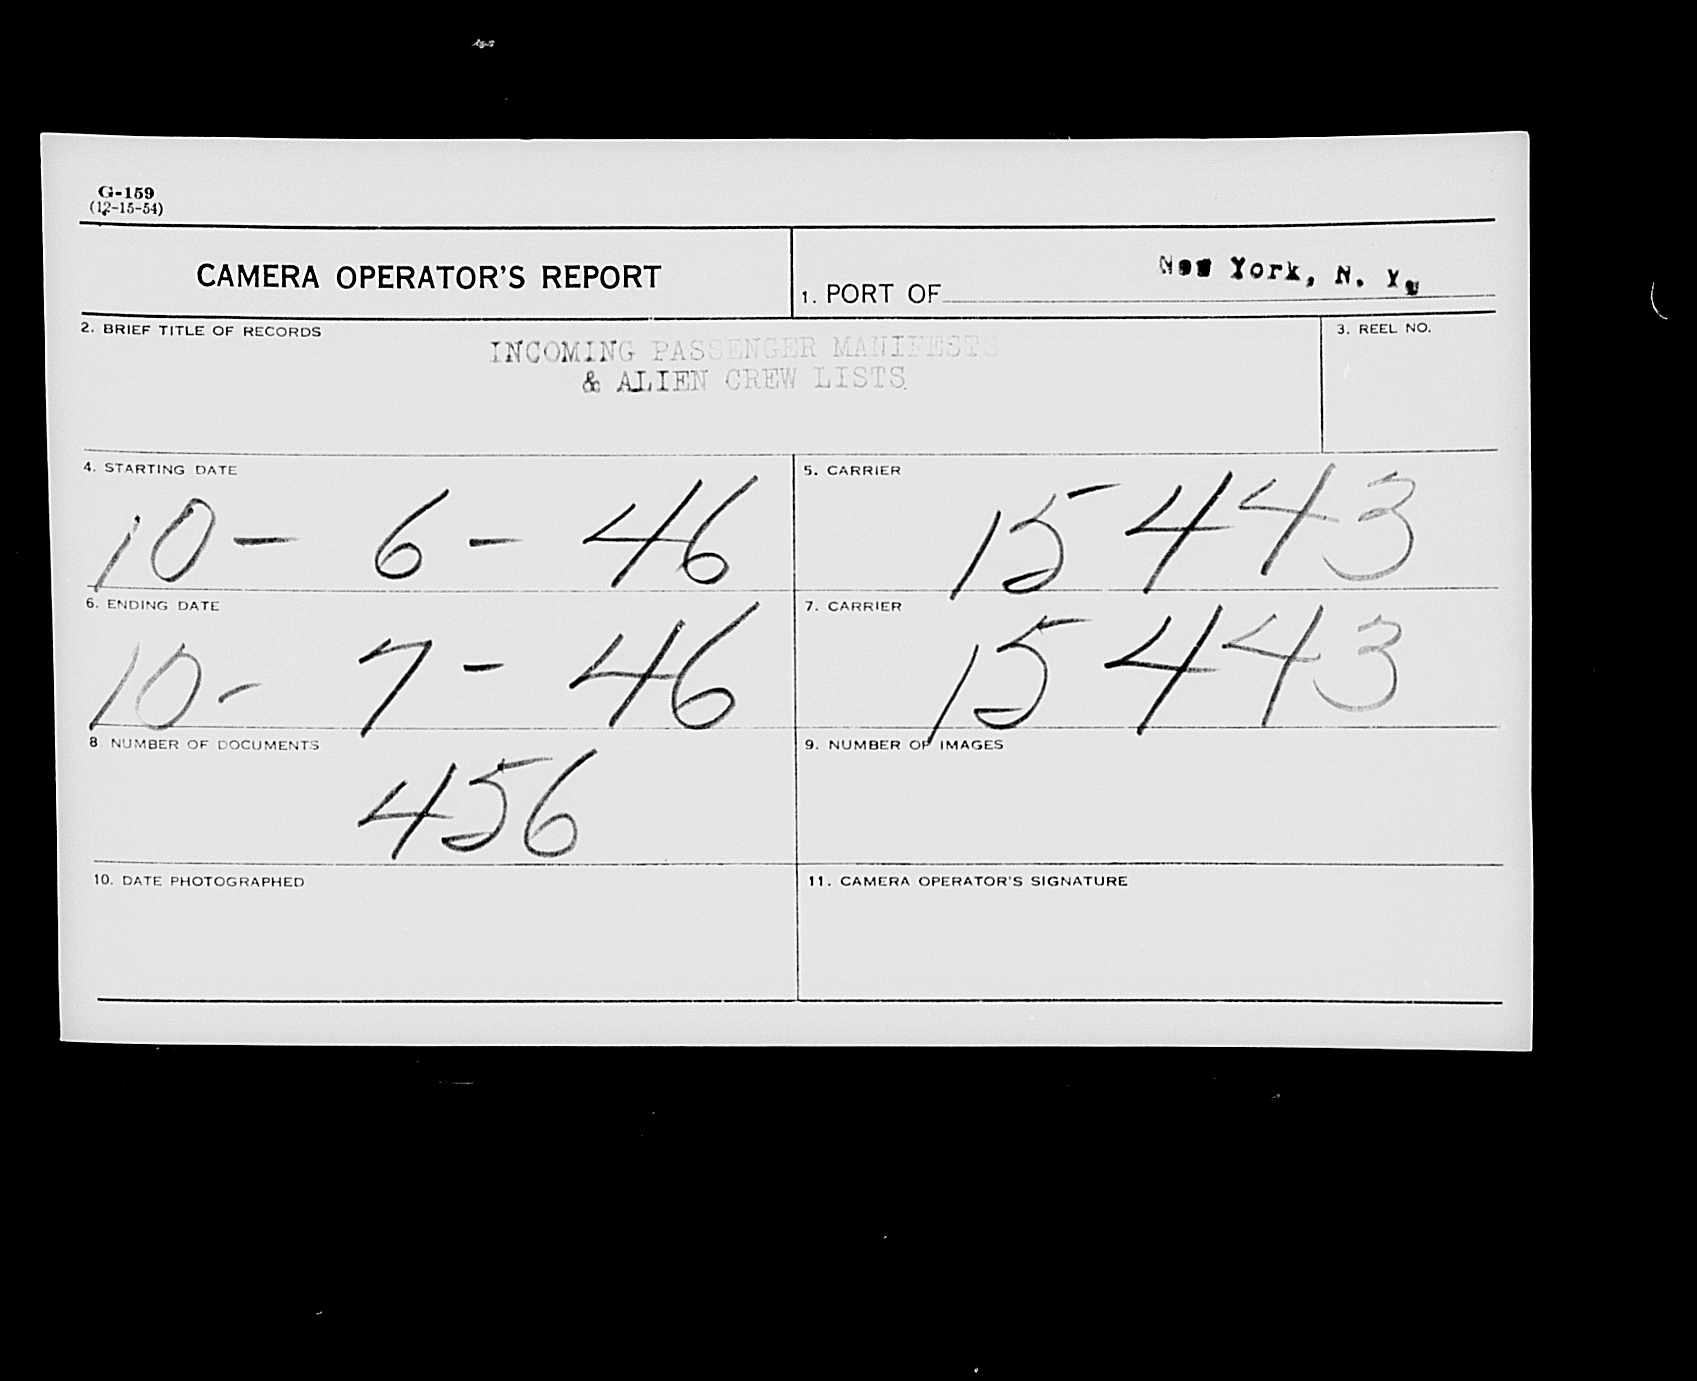 G-159
(12-15-54)
CAMERA OPERATOR'S REPORT
1. PORT OF New York, N. Y.
2. BRIEF TITLE OF RECORDS
INCOMING PASSENGER MANIFESTS
& ALIEN CREW LISTS
3. REEL NO.
4. STARTING DATE
10 - 6 - 46
5. CARRIER
15443
6. ENDING DATE
10 - 7 - 46
7. CARRIER
15443
8 NUMBER OF DOCUMENTS
456
9. NUMBER OF IMAGES
10. DATE PHOTOGRAPHED
11. CAMERA OPERATOR'S SIGNATURE